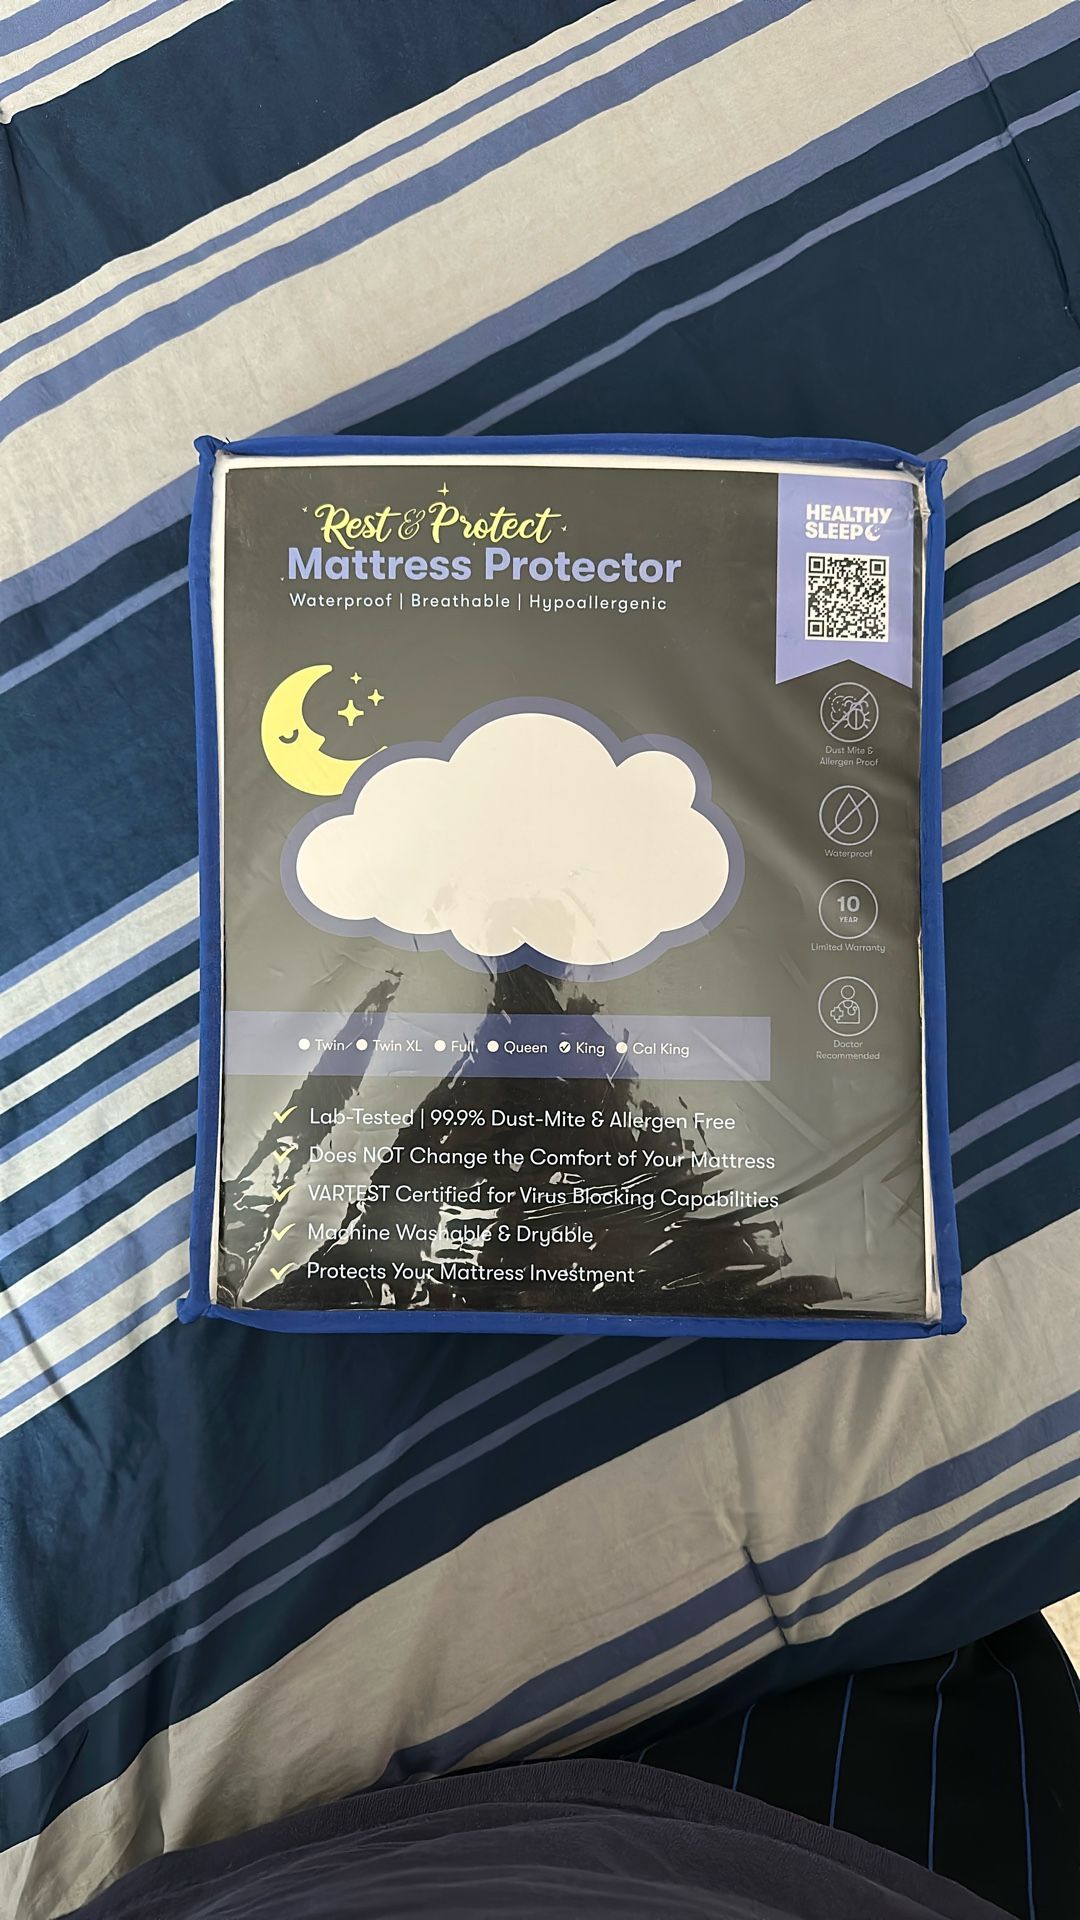 Rest & Protect
Mattress Protector
Waterproof | Breathable | Hypoallergenic
HEALTHY
SLEEP
Dust Mite &
Allergen Proof
Waterproof
10
YEAR
Limited Warranty
Doctor
Recommended
Twin Twin XL Full Queen King Cal King
Lab-Tested | 99.9% Dust-Mite & Allergen Free
Does NOT Change the Comfort of Your Mattress
VARTEST Certified for Virus Blocking Capabilities
Machine Washable & Dryable
Protects Your Mattress Investment